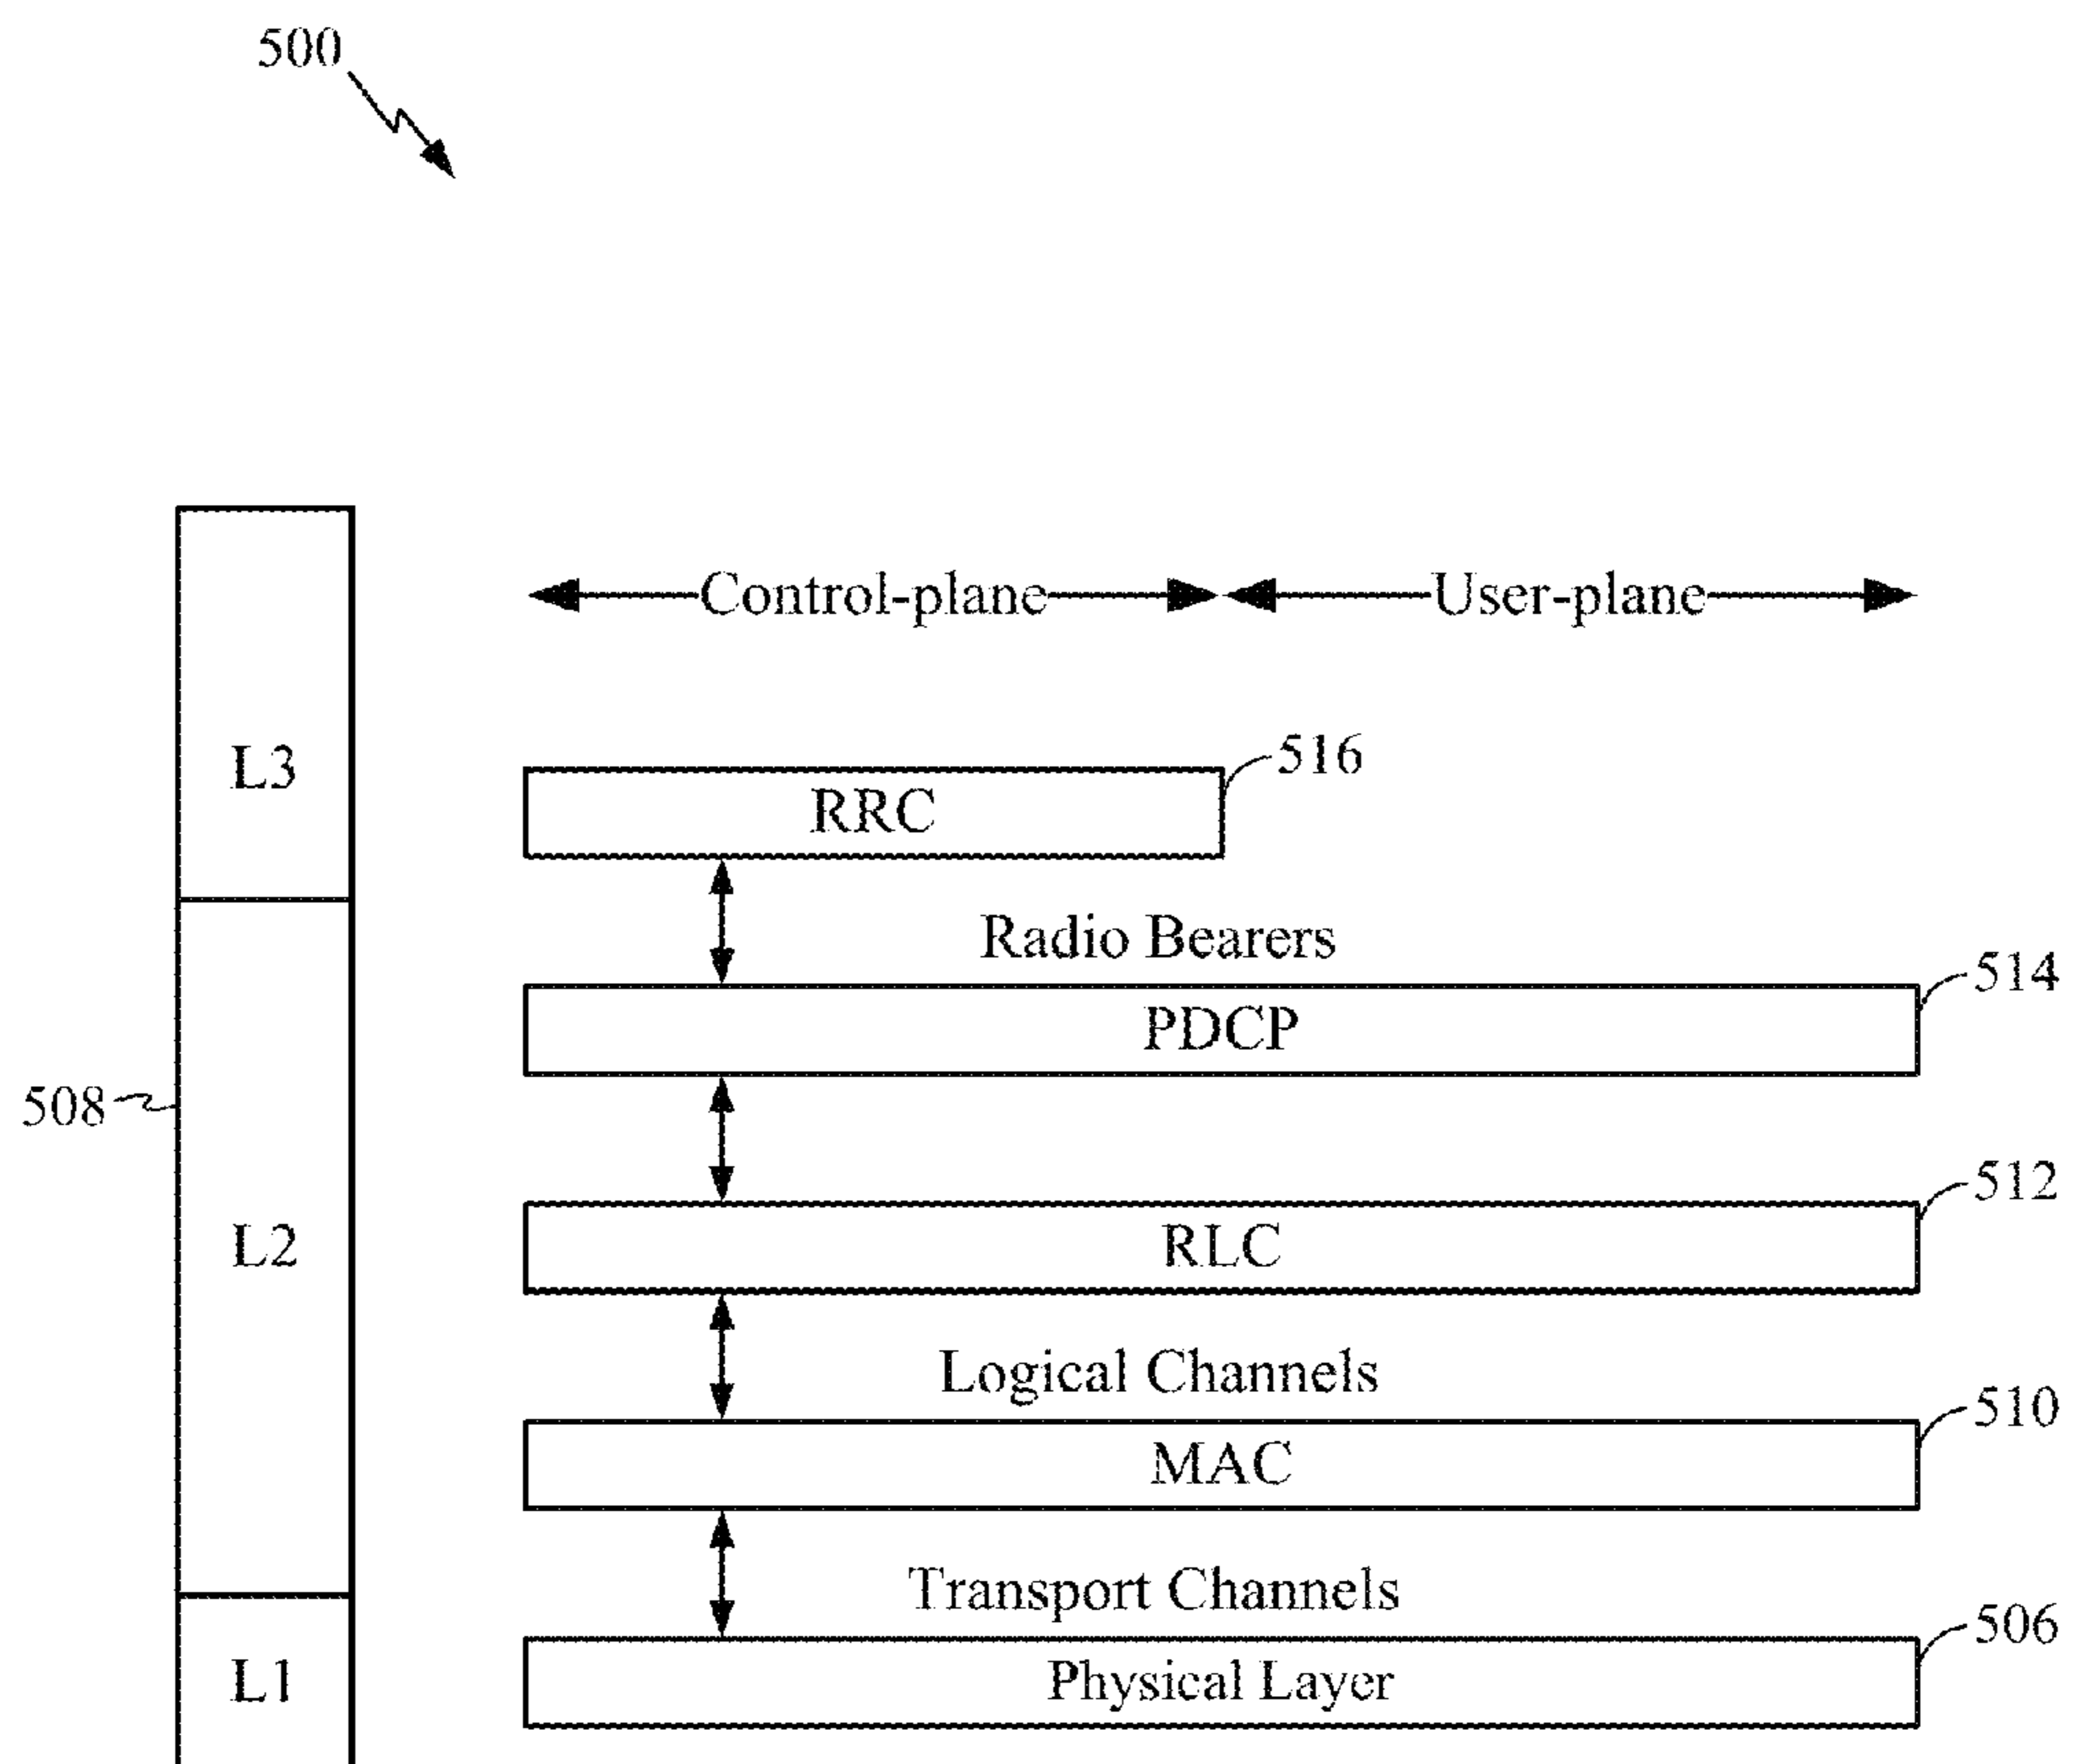 500
Control-plane User-plane
L3
516
RRC
Radio Bearers
514
PDCP
508
512
L2
RLC
Logical Channels
510
MAC
Transport Channels
506
L1
Physical Layer